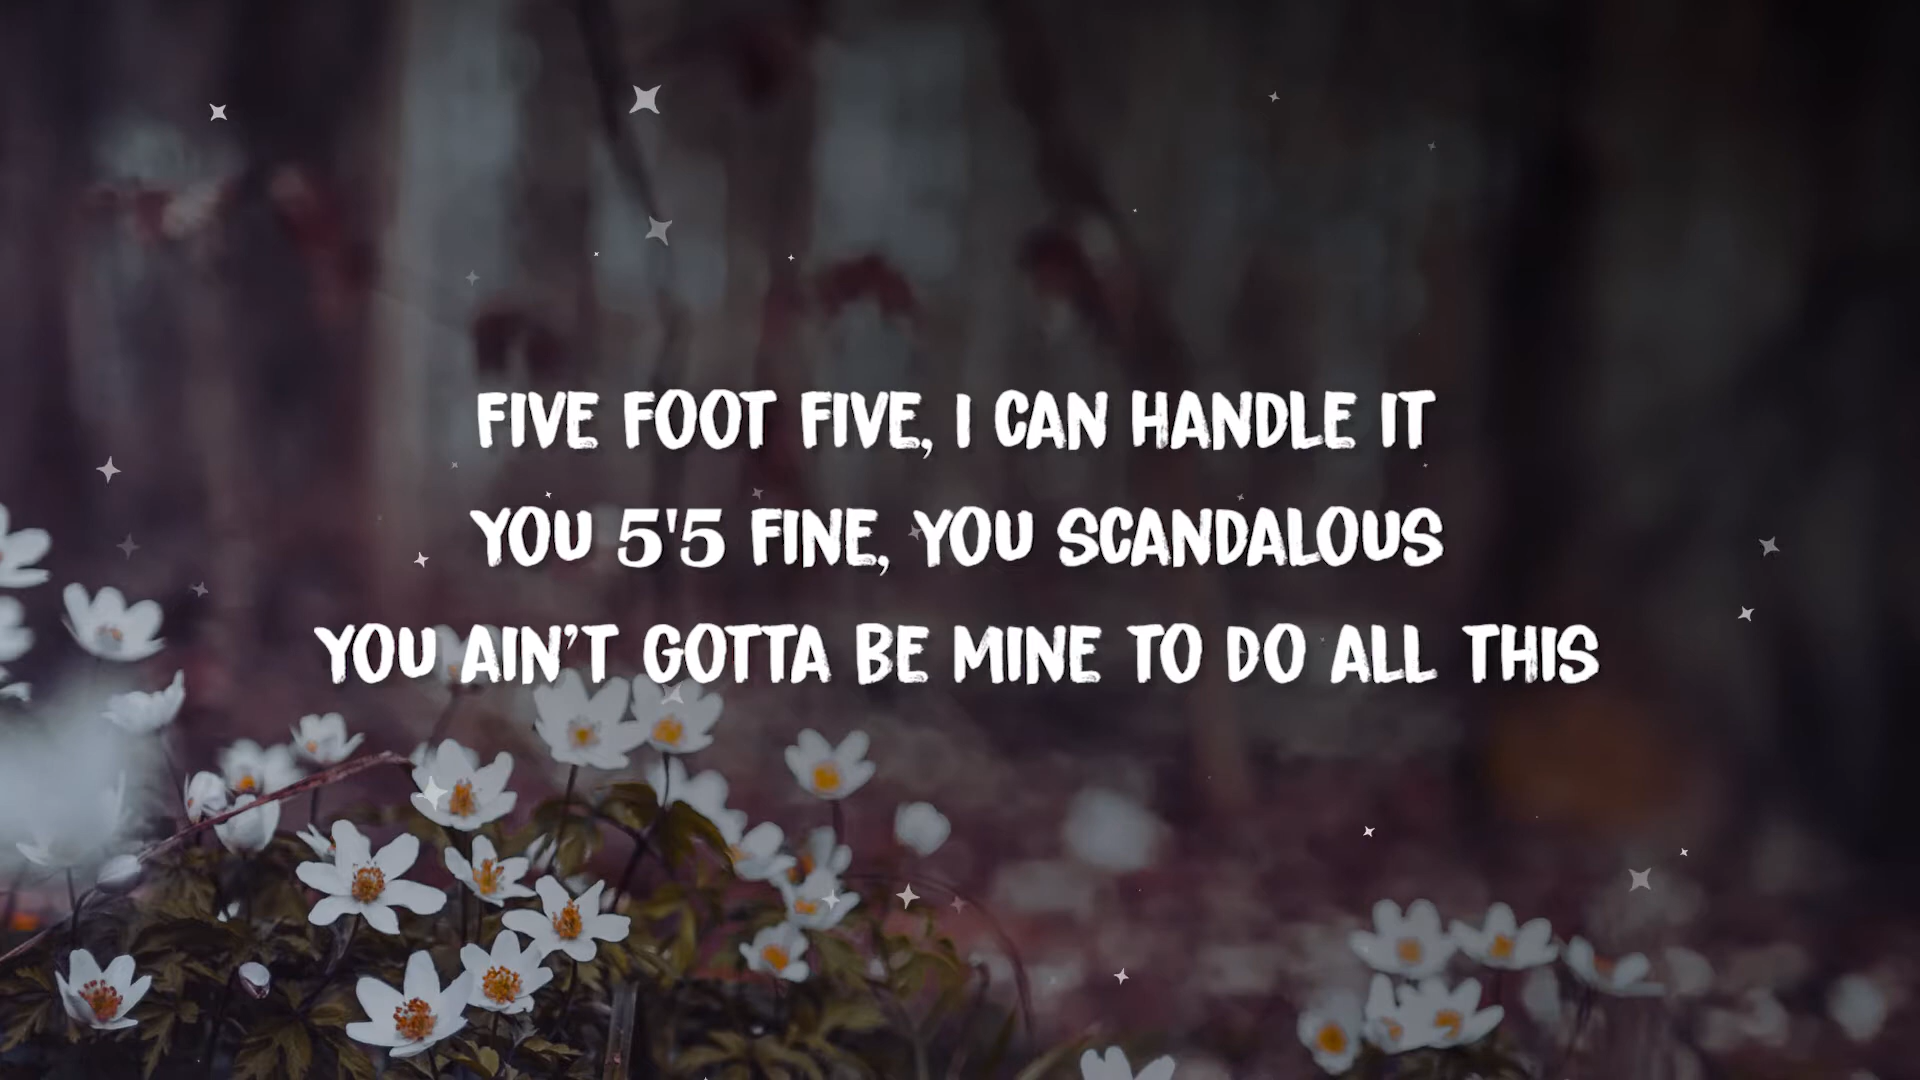 FIVE FOOT FIVE, I CAN HANDLE IT
YOU 5'5 FINE, YOU SCANDALOUS
YOU AIN’T GOTTA BE MINE TO DO ALL THIS